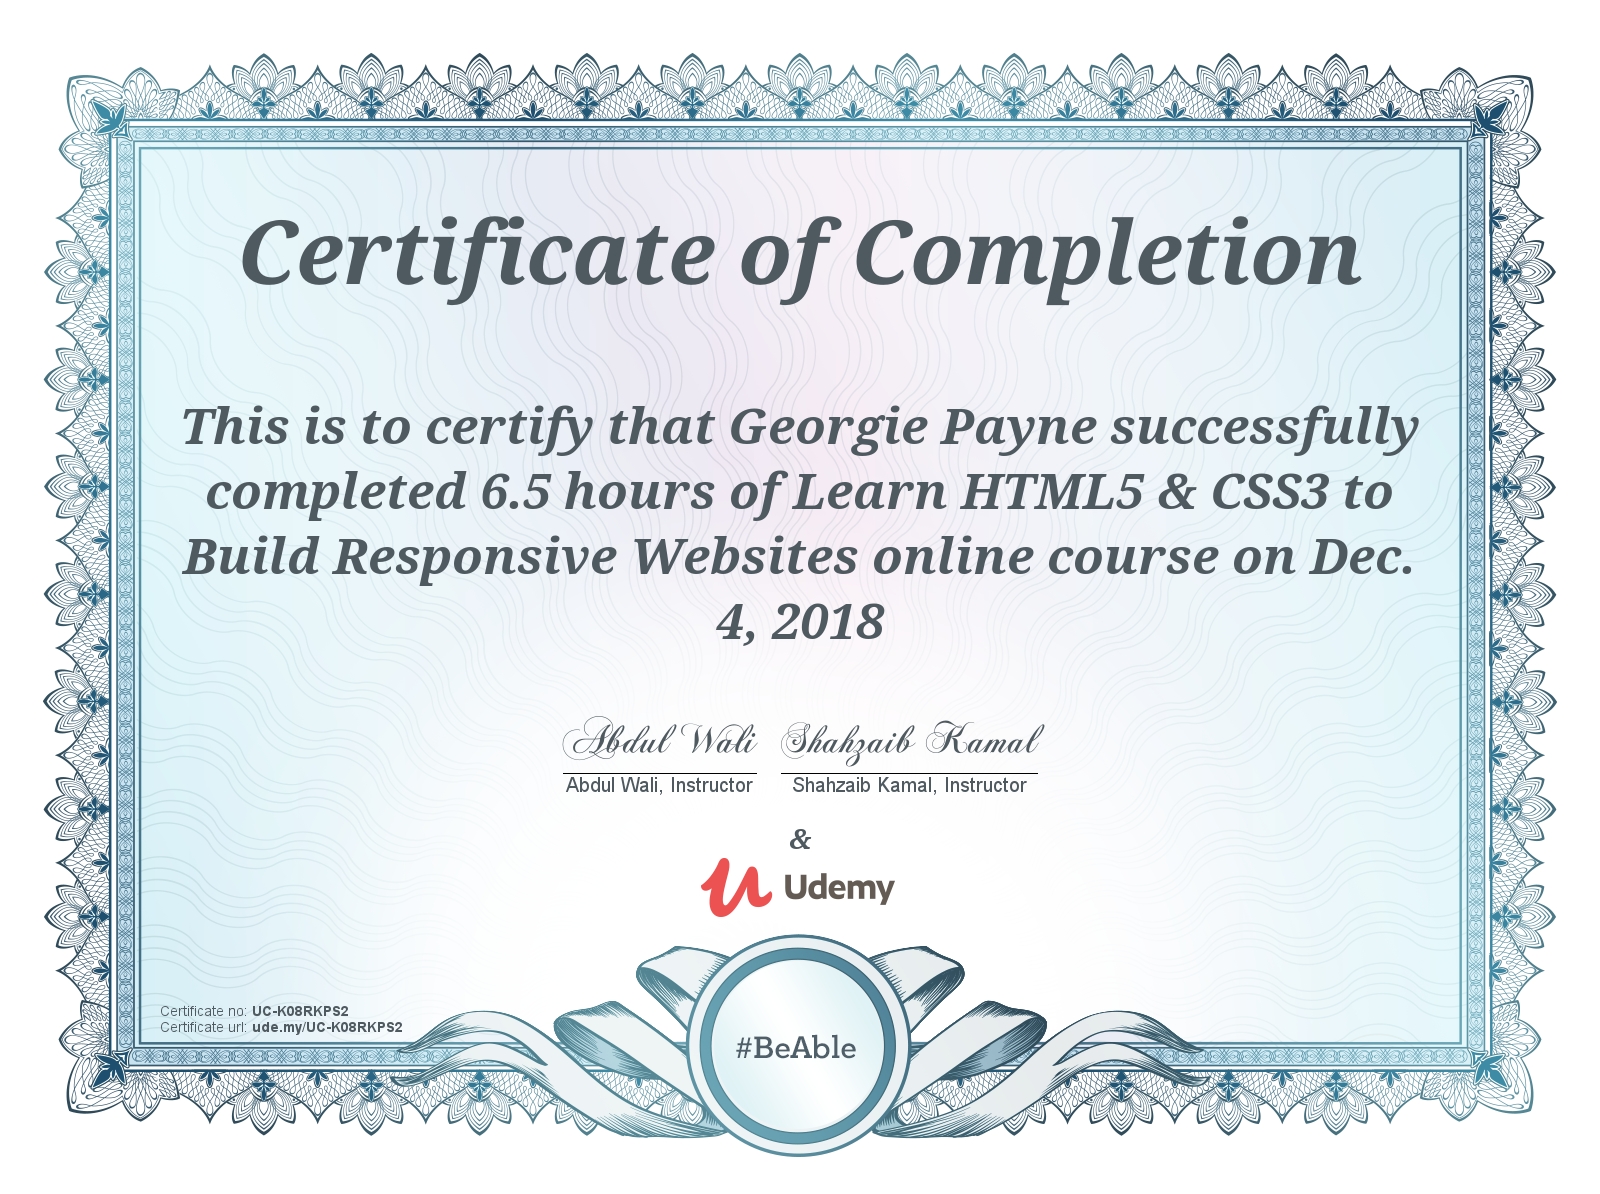 Certificate of Completion
This is to certify that Georgie Payne successfully
completed 6.5 hours of Learn HTML5 & CSS3 to
Build Responsive Websites online course on Dec.
4, 2018
Abdul Wali Shahzaib Kamal
Abdul Wali, Instructor Shahzaib Kamal, Instructor
&
Udemy
Certificate no: UC-K08RKPS2
Certificate url: ude.my/UC-K08RKPS2
#BeAble